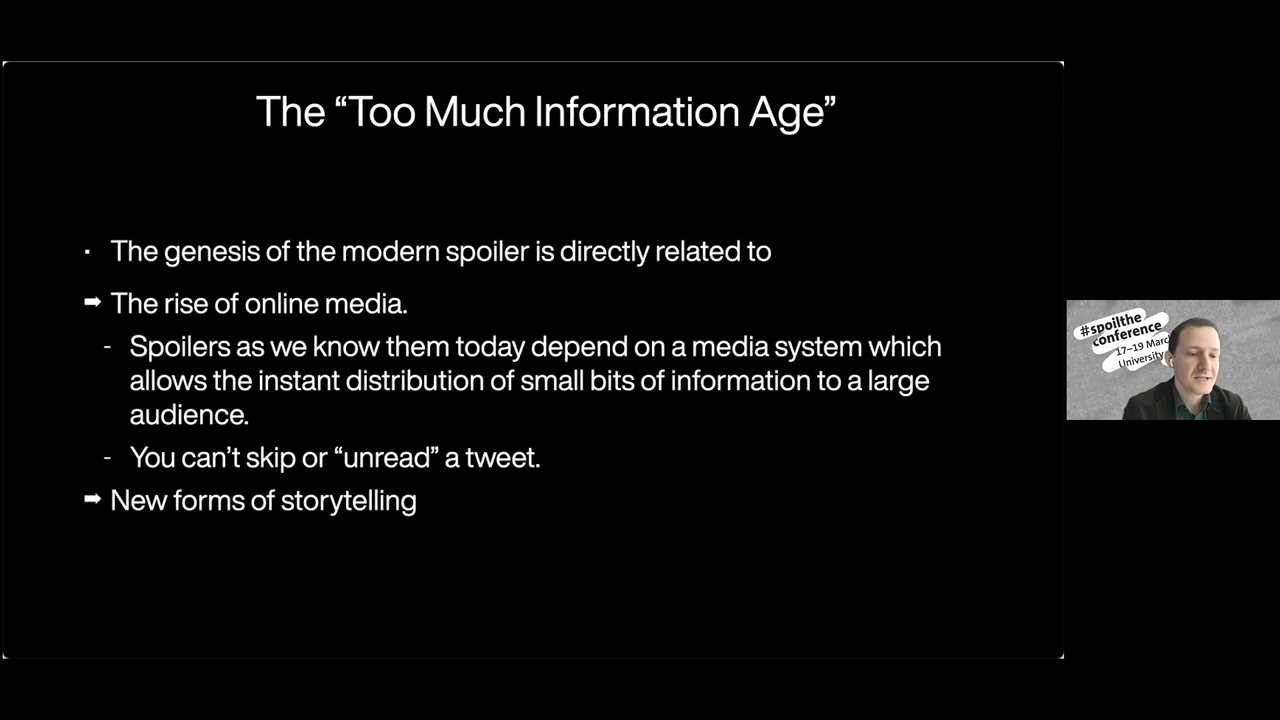 The “Too Much Information Age”
· The genesis of the modern spoiler is directly related to
➡ The rise of online media.
- Spoilers as we know them today depend on a media system which
allows the instant distribution of small bits of information to a large
audience.
- You can’t skip or “unread” a tweet.
➡ New forms of storytelling
#spoilthe
conference
17–19 Marc
University